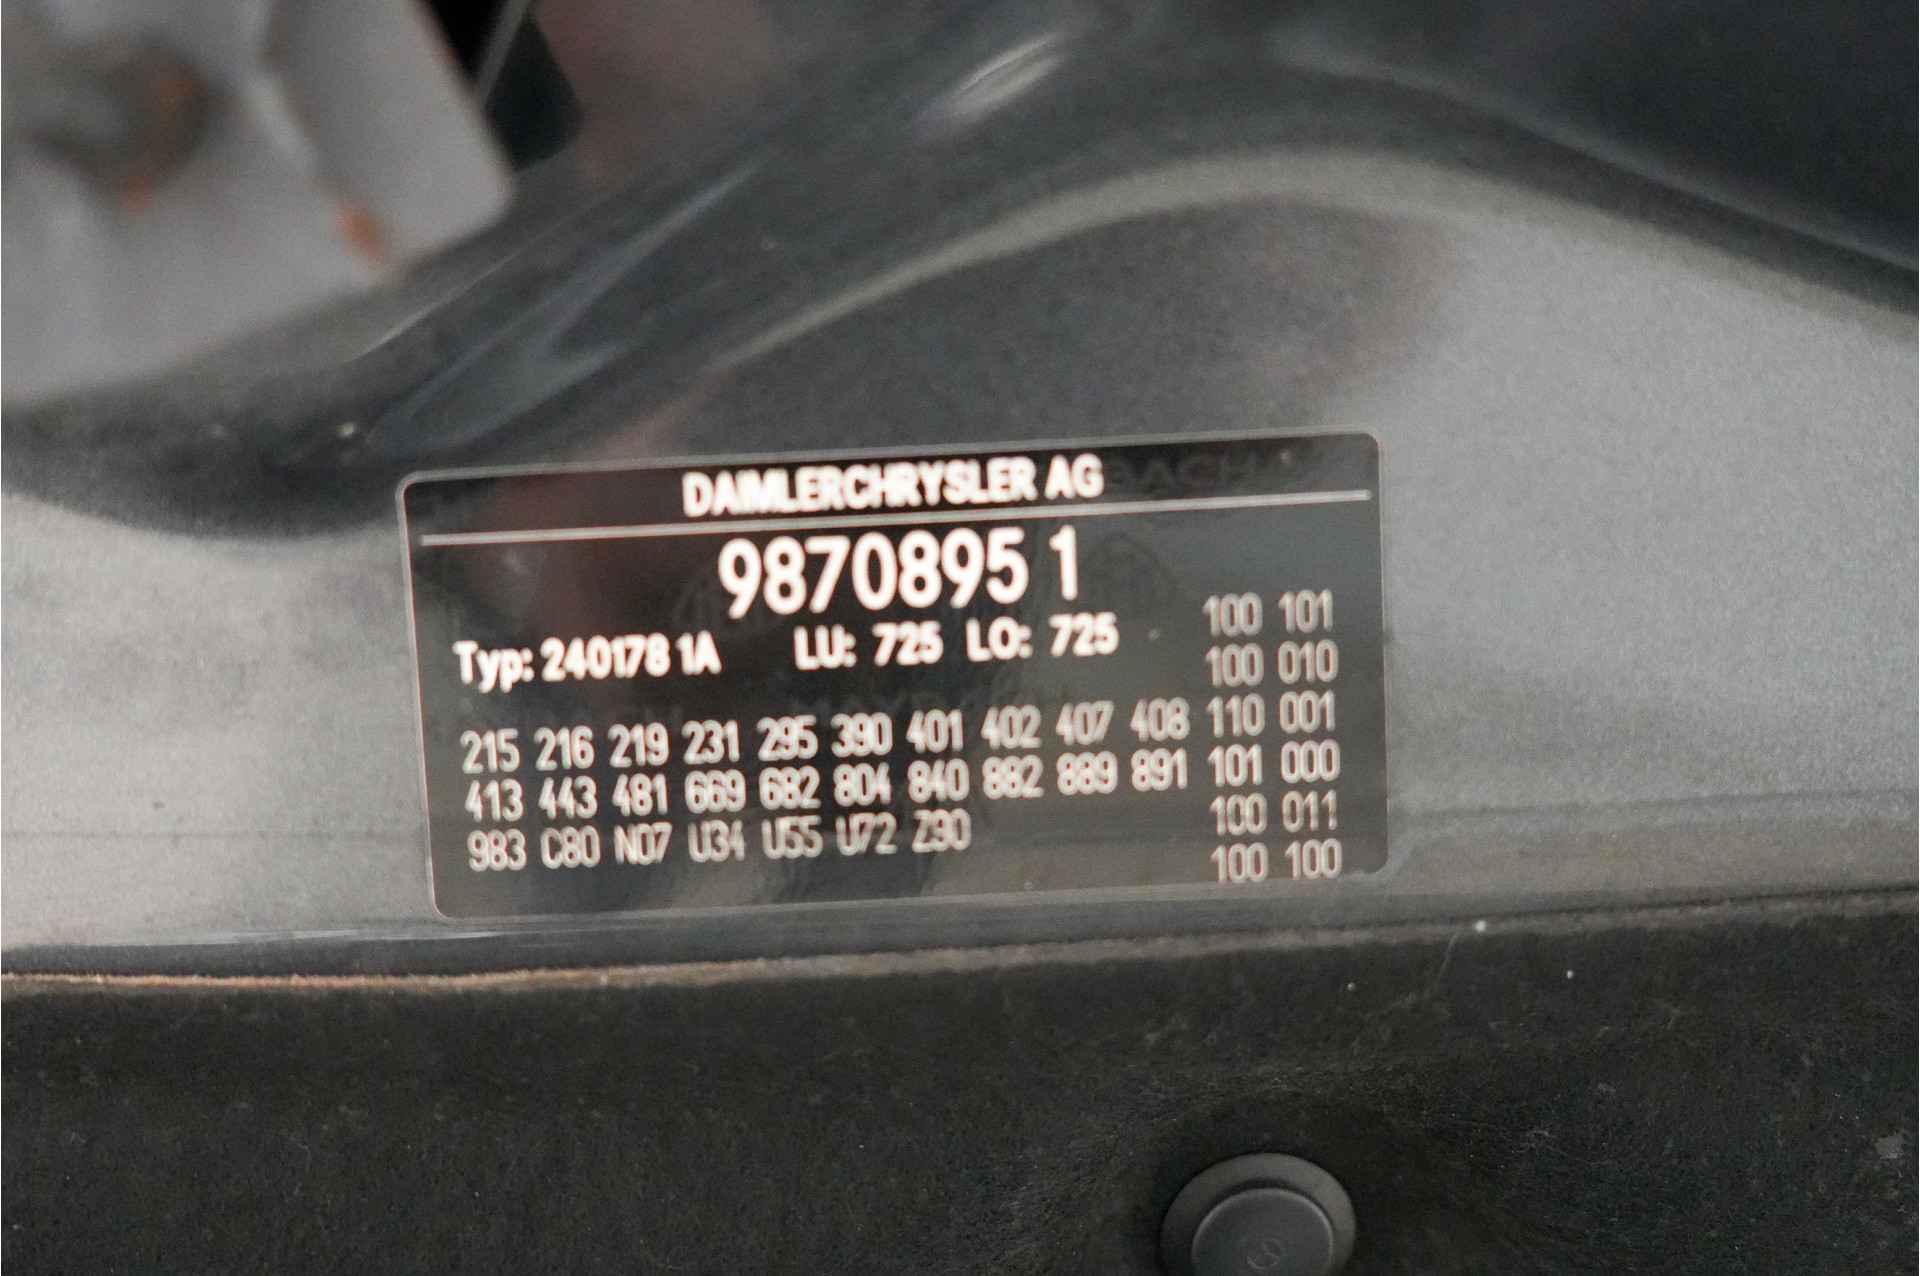 DAIMLERCHRYSLER AG
9870895 1
Typ: 240178 1A LU: 725 LO: 725
100 101
100 010
215 216 219 231 295 390 401 402 407 408 110 001
413 443 481 669 682 804 840 882 889 891 101 000
983 C80 N07 U34 U55 U72 Z90 100 011
100 100